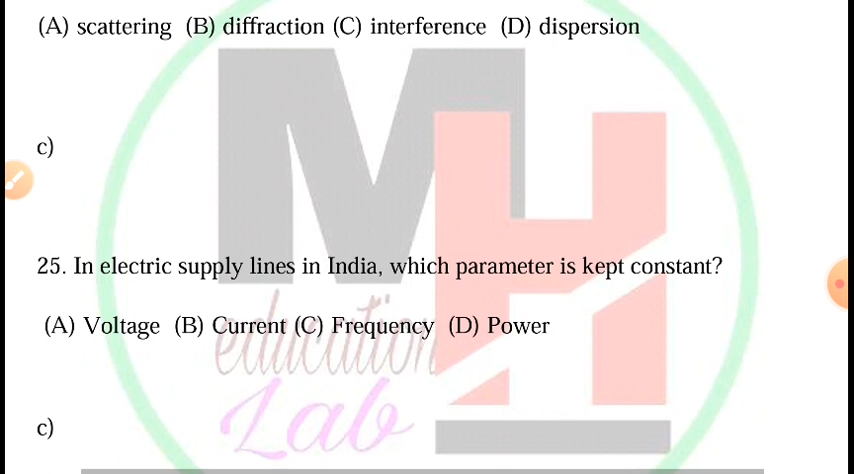 (A) scattering (B) diffraction (C) interference (D) dispersion
c)
25. In electric supply lines in India, which parameter is kept constant?
(A) Voltage (B) Current (C) Frequency (D) Power
c)
MH
education
Lab